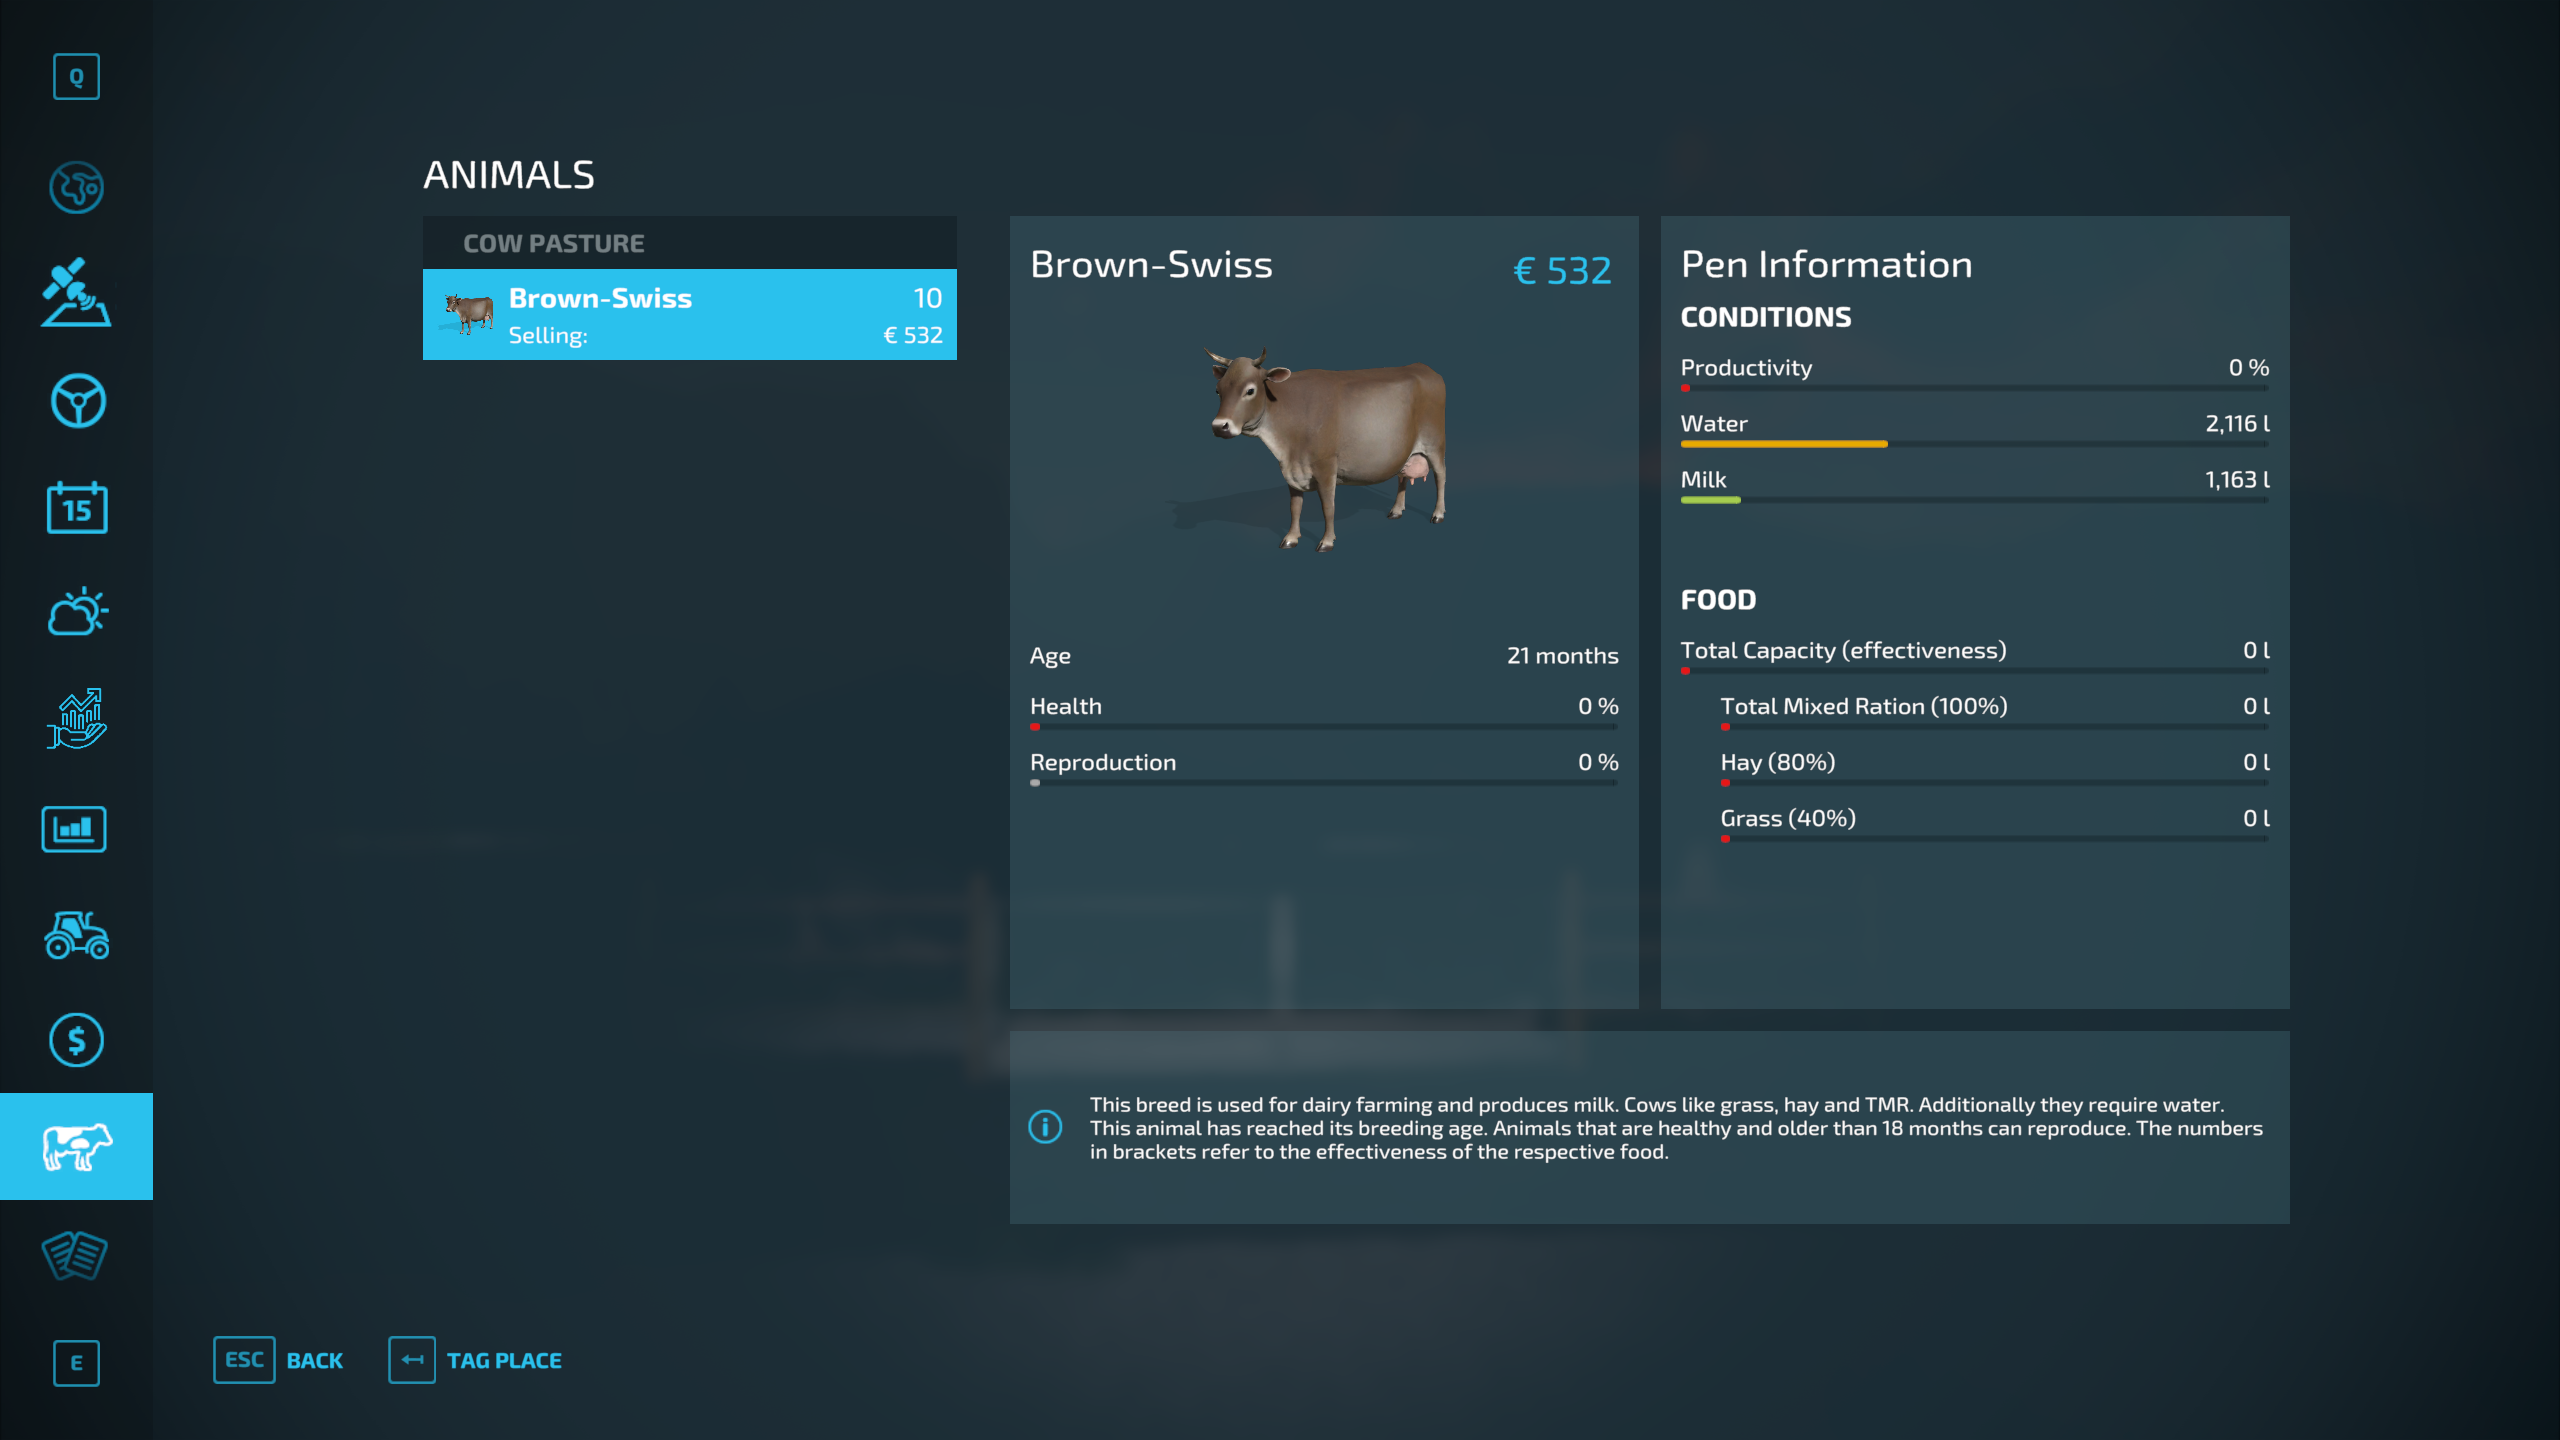 Q
15
$
E
ANIMALS
COW PASTURE
Brown-Swiss 10
Selling: € 532
Brown-Swiss € 532
Age 21 months
Health 0 %
Reproduction 0 %
Pen Information
CONDITIONS
Productivity 0 %
Water 2,116 l
Milk 1,163 l
FOOD
Total Capacity (effectiveness) 0 l
Total Mixed Ration (100%) 0 l
Hay (80%) 0 l
Grass (40%) 0 l
This breed is used for dairy farming and produces milk. Cows like grass, hay and TMR. Additionally they require water.
This animal has reached its breeding age. Animals that are healthy and older than 18 months can reproduce. The numbers
in brackets refer to the effectiveness of the respective food.
ESC BACK TAG PLACE